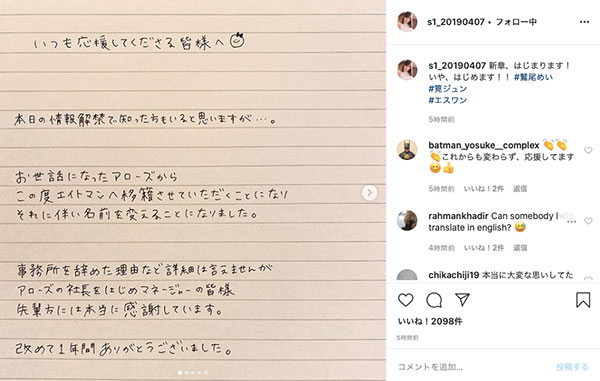 いつも応援してくださる皆様へ
本日の情報解禁で知った方もいると思いますが…。
お世話になったアローズから
この度エイトマンへ移籍させていただくことになり
それに伴い名前を変えることになりました。
事務所を辞めた理由など詳細は言えませんが
アローズの社長をはじめマネージャーの皆様
先輩方には本当に感謝しています。
改めて1年間ありがとうございました。
s1_20190407 • フォロー中
s1_20190407 新章、はじまります！
いや、はじめます！！ #鷲尾めい
#筧ジュン
#エスワン
5時間前
batman_yosuke__complex 👏👏
👏これからも変わらず、応援してます
😊👍
5時間前 いいね！2件 返信
rahmankhadir Can somebody help
translate in english? 😅
4時間前 いいね！2件 返信
chikachiji19 本当に大変な思いしてた
いいね！2098件
5時間前
コメントを追加...
投稿する